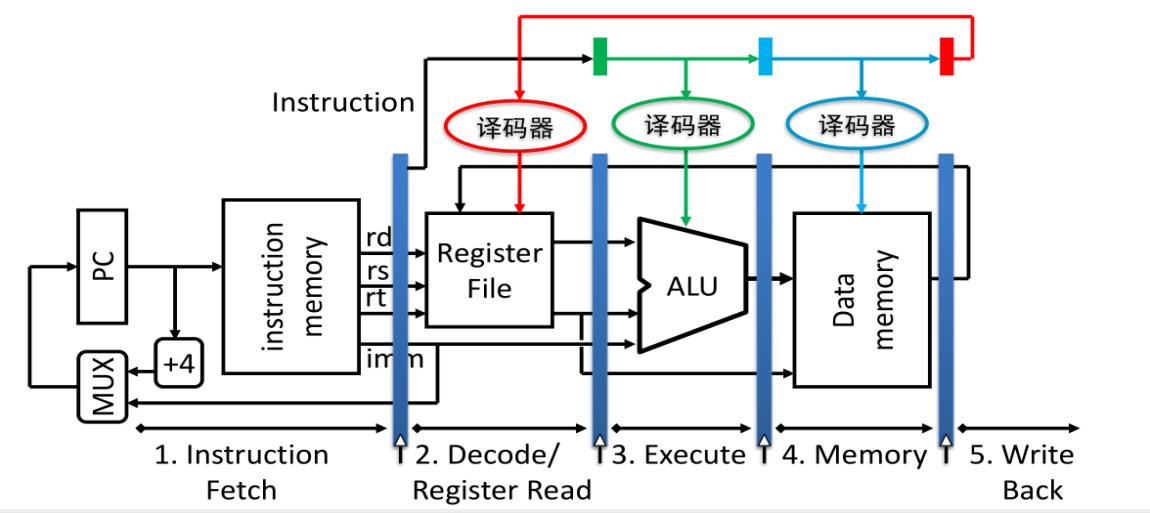 Instruction
译码器
译码器
译码器
PC
MUX
+4
instruction
memory
rd
rs
rt
imm
Register
File
ALU
Data
memory
1. Instruction
Fetch
2. Decode/
Register Read
3. Execute
4. Memory
5. Write
Back